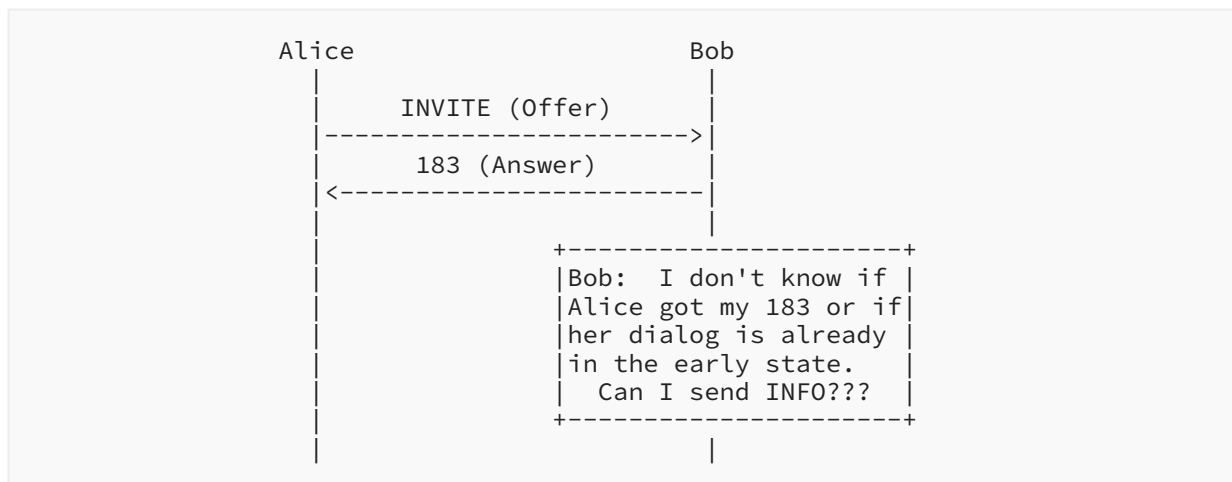 Alice                      Bob
INVITE (Offer)
------------------------>
183 (Answer)
<------------------------
+----------------------+
|Bob:  I don't know if |
|Alice got my 183 or if|
|her dialog is already |
|in the early state.   |
|  Can I send INFO???  |
+----------------------+